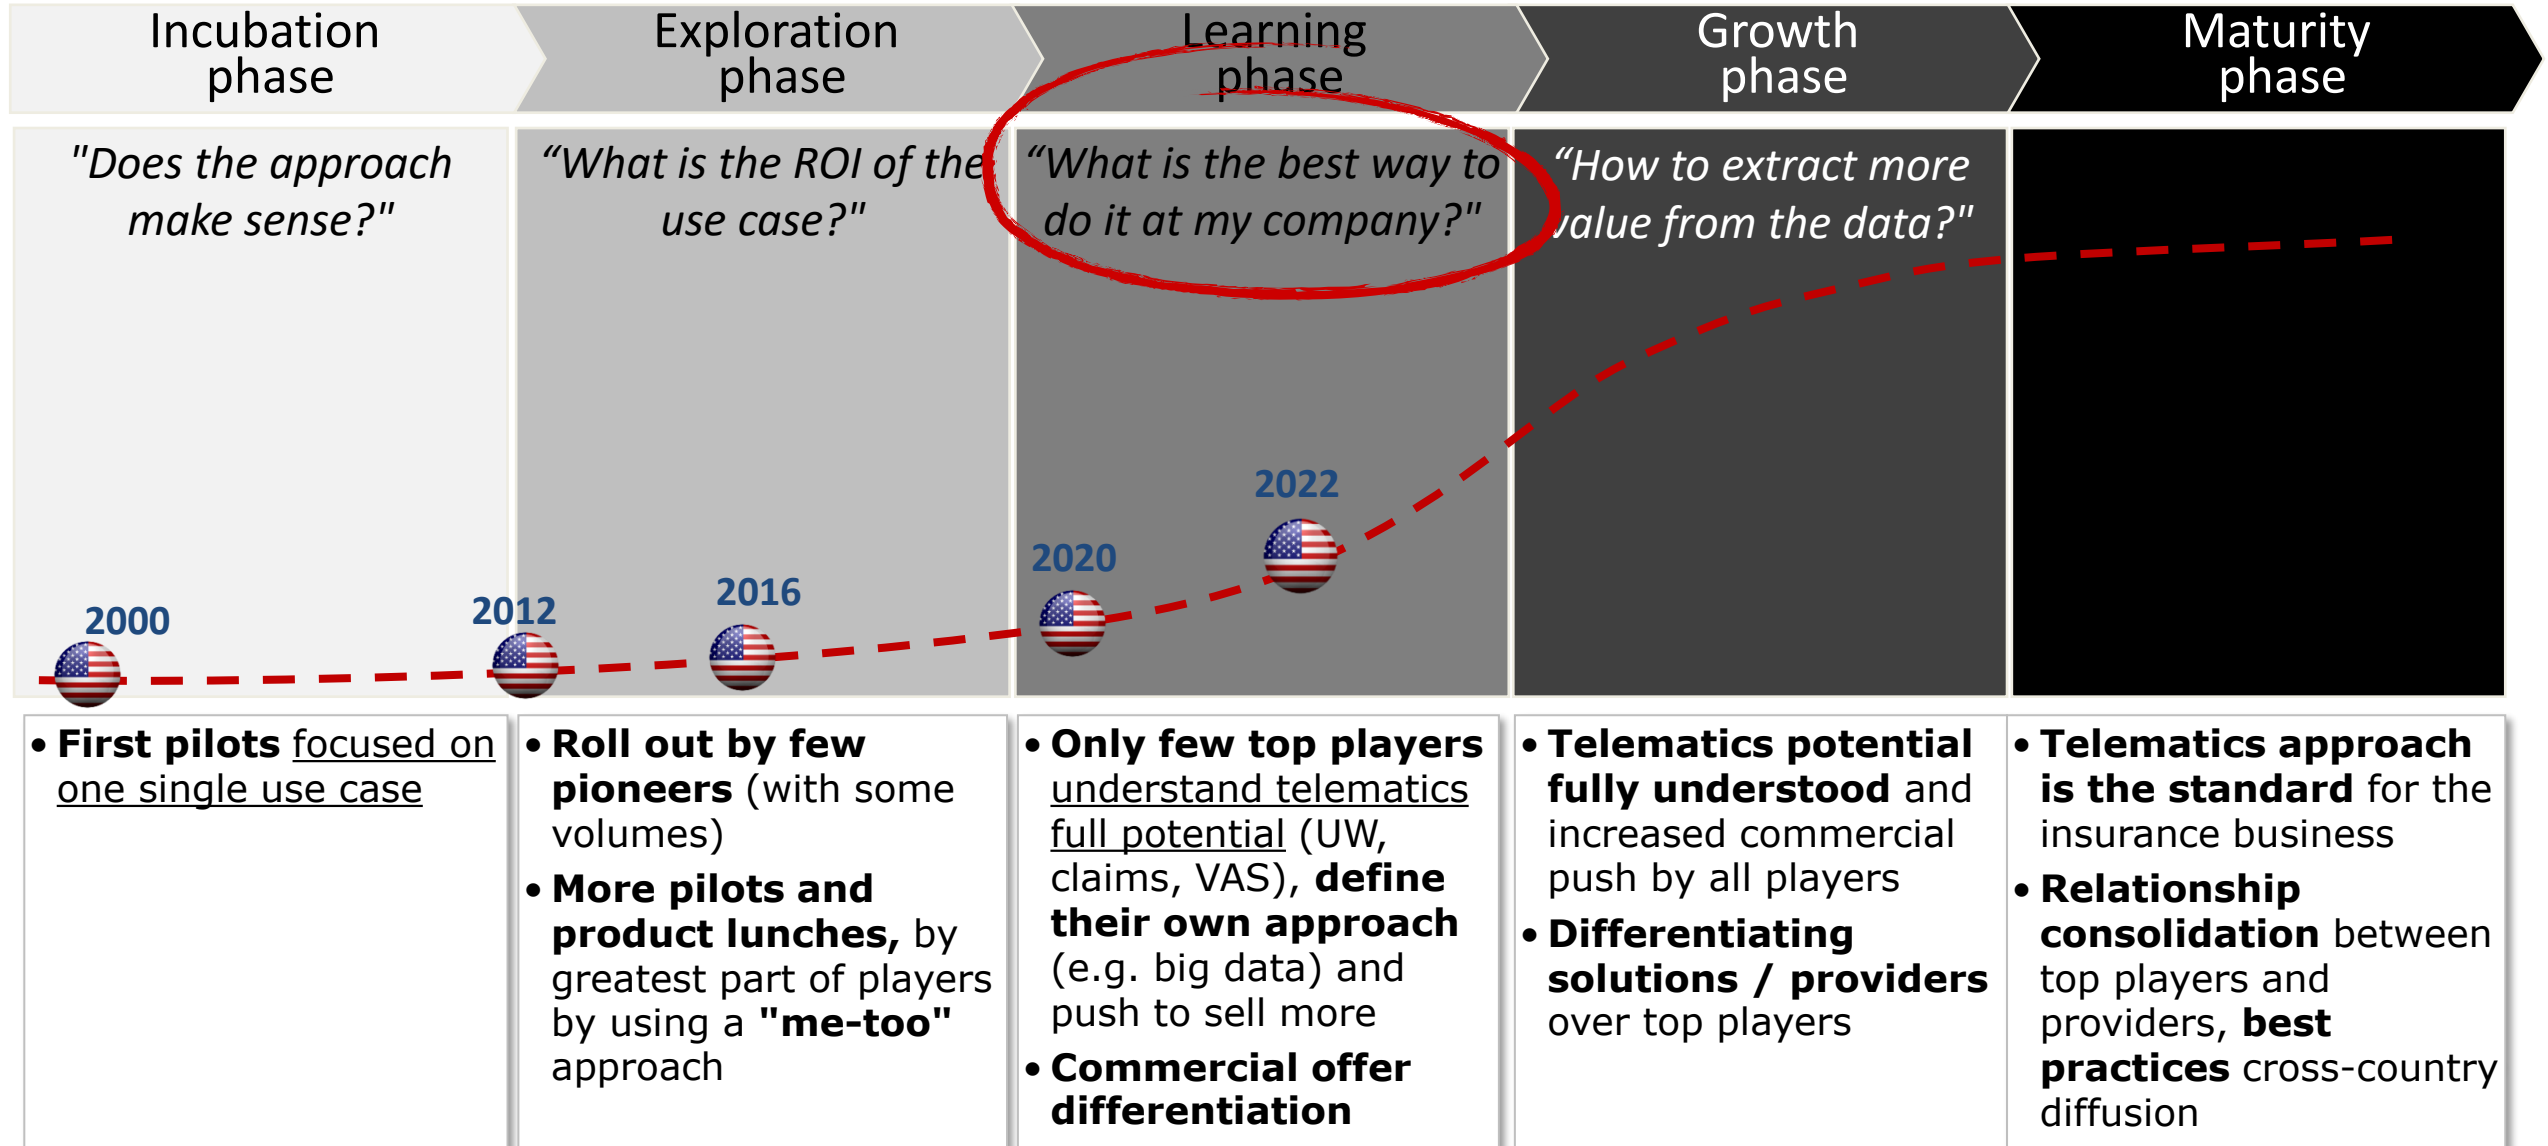 Incubation
phase
Exploration
phase
Learning
phase
Growth
phase
Maturity
phase
"Does the approach
make sense?"
“What is the ROI of the
use case?"
“What is the best way to
do it at my company?"
“How to extract more
value from the data?"
2000
2012
2016
2020
2022
• First pilots focused on
one single use case
• Roll out by few
pioneers (with some
volumes)
• More pilots and
product lunches, by
greatest part of players
by using a "me-too"
approach
• Only few top players
understand telematics
full potential (UW,
claims, VAS), define
their own approach
(e.g. big data) and
push to sell more
• Commercial offer
differentiation
• Telematics potential
fully understood and
increased commercial
push by all players
• Differentiating
solutions / providers
over top players
• Telematics approach
is the standard for the
insurance business
• Relationship
consolidation between
top players and
providers, best
practices cross-country
diffusion